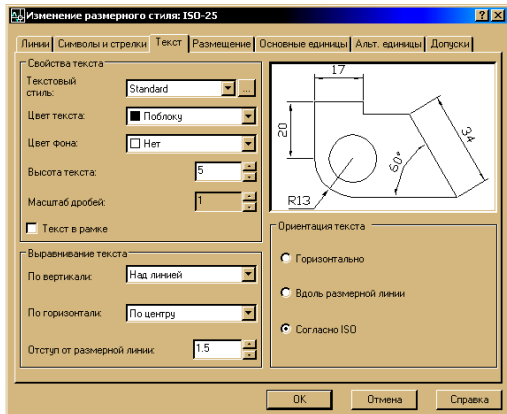 Изменение размерного стиля: ISO-25
Линии Символы и стрелки Текст Размещение Основные единицы Альт. единицы Допуски
Свойства текста
Текстовый стиль: Standard ...
Цвет текста: Поблоку
Цвет фона: Нет
Высота текста: 5
Масштаб дробей: 1
Текст в рамке
Выравнивание текста
По вертикали: Над линией
По горизонтали: По центру
Отступ от размерной линии: 1.5
17
20
34
60°
R13
Ориентация текста
Горизонтально
Вдоль размерной линии
Согласно ISO
OK Отмена Справка